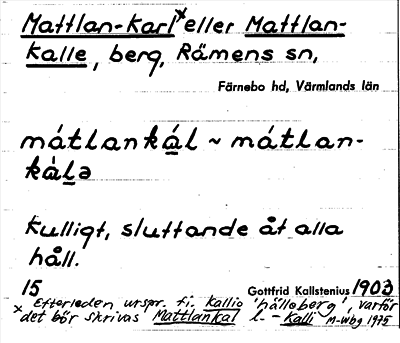 Mattlan-Karl* eller Mattlan-
Kalle, berg, Rämens sn,
Färnebo hd, Värmlands län
mátlankál ~ mátlan-
kàlə
Kulligt, sluttande åt alla
håll.
15
Gottfrid Kallstenius 1903
x Efterleden urspr. fi. kallio 'hälleberg', varför
det bör skrivas Mattlankal l. -Kalli M-wbg 1975